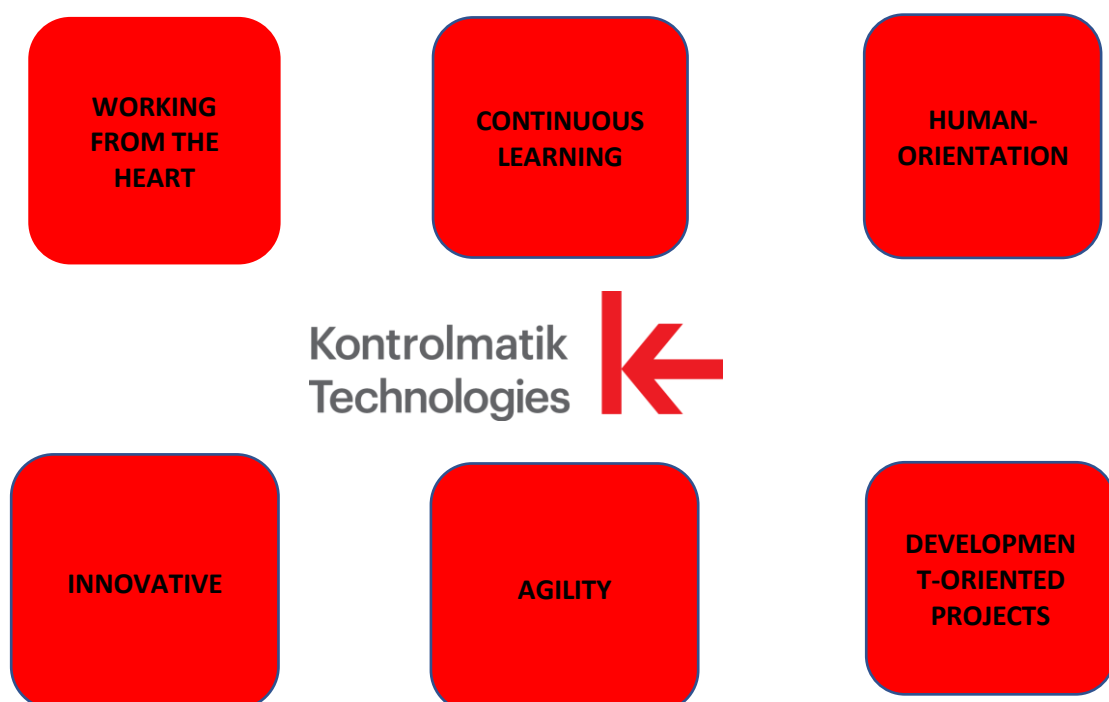 WORKING
FROM THE
HEART
CONTINUOUS
LEARNING
HUMAN-
ORIENTATION
Kontrolmatik
Technologies
INNOVATIVE
AGILITY
DEVELOPMEN
T-ORIENTED
PROJECTS